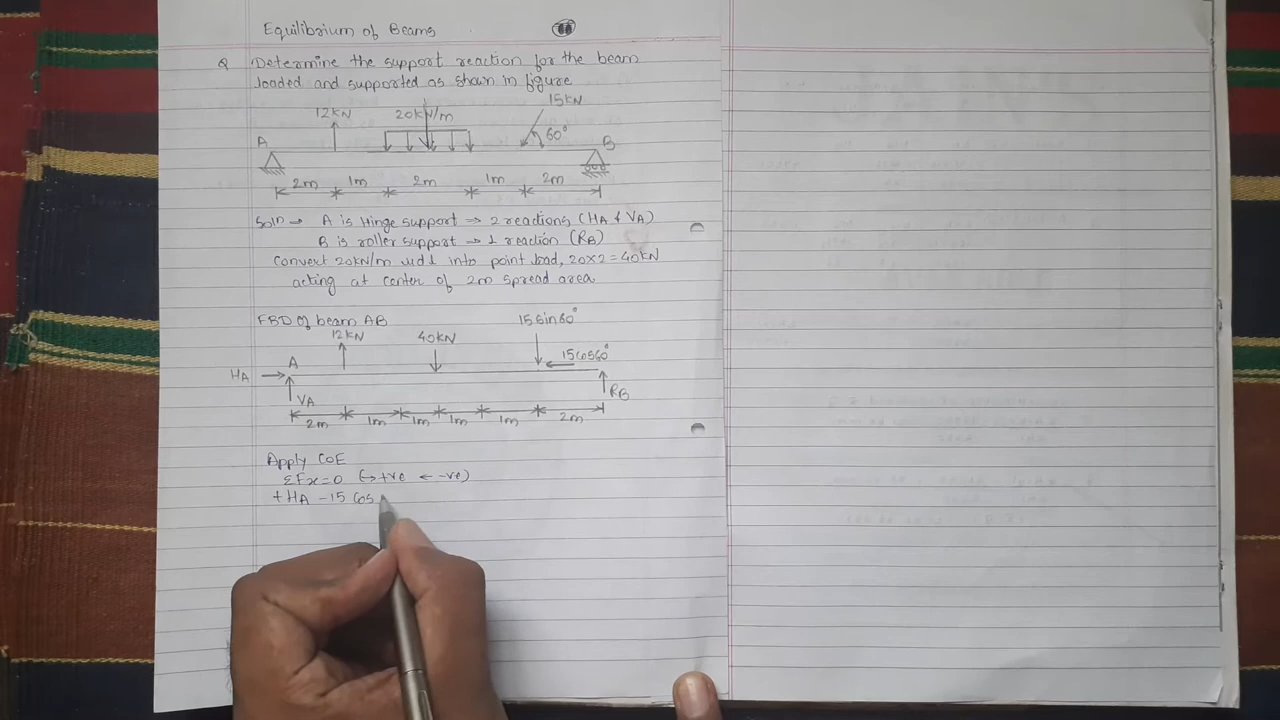 Equilibrium of Beams
Q Determine the support reaction for the beam
loaded and supported as shown in figure
12kN 20kN/m 15kN
A 60° B
2m 1m 2m 1m 2m
Soln → A is Hinge support → 2 reactions (HA & VA)
B is roller support → 1 reaction (RB)
Convert 20kN/m udl into point load, 20×2=40kN
acting at center of 2m spread area
FBD of beam AB
12kN 40kN 15sin60°
A 15cos60°
HA
VA RB
2m 1m 1m 1m 1m 2m
Apply COE
ΣFx=0 (→+ve ←-ve)
+HA -15 cos